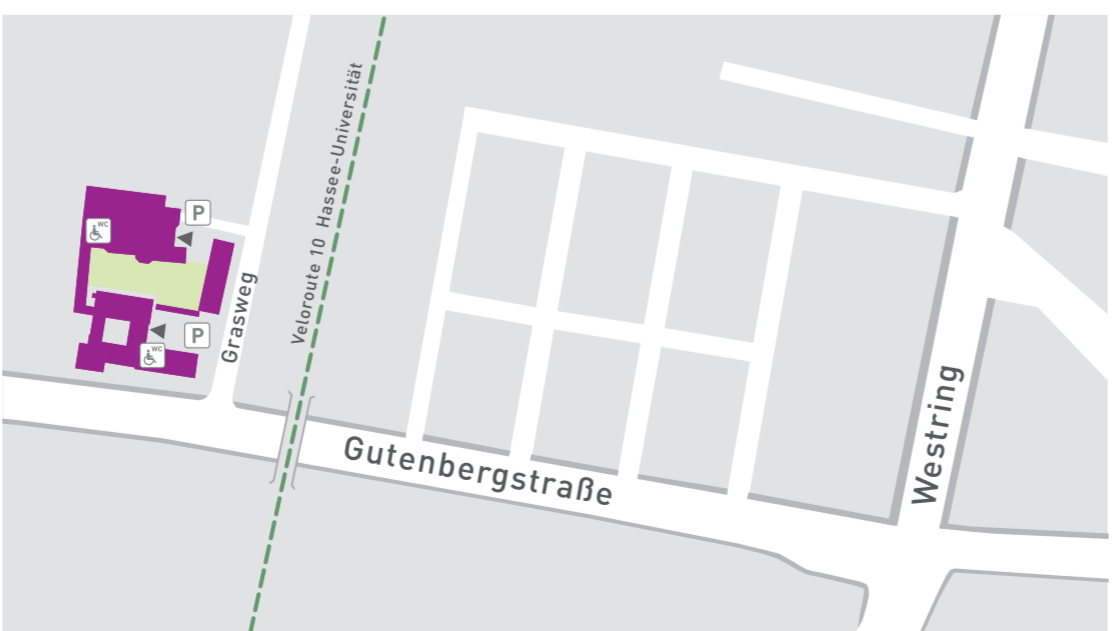 Veloroute 10 Hassee-Universität
P
WC
Grasweg
P
WC
Westring
Gutenbergstraße